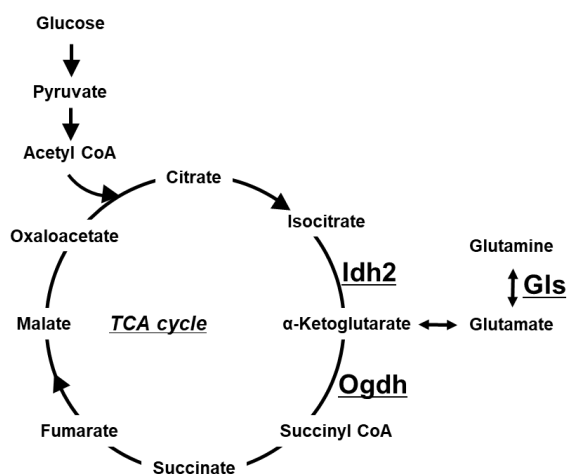 Glucose
Pyruvate
Acetyl CoA
Citrate
Isocitrate
Oxaloacetate
Glutamine
Idh2
Gls
Malate
TCA cycle
α-Ketoglutarate
Glutamate
Ogdh
Fumarate
Succinyl CoA
Succinate